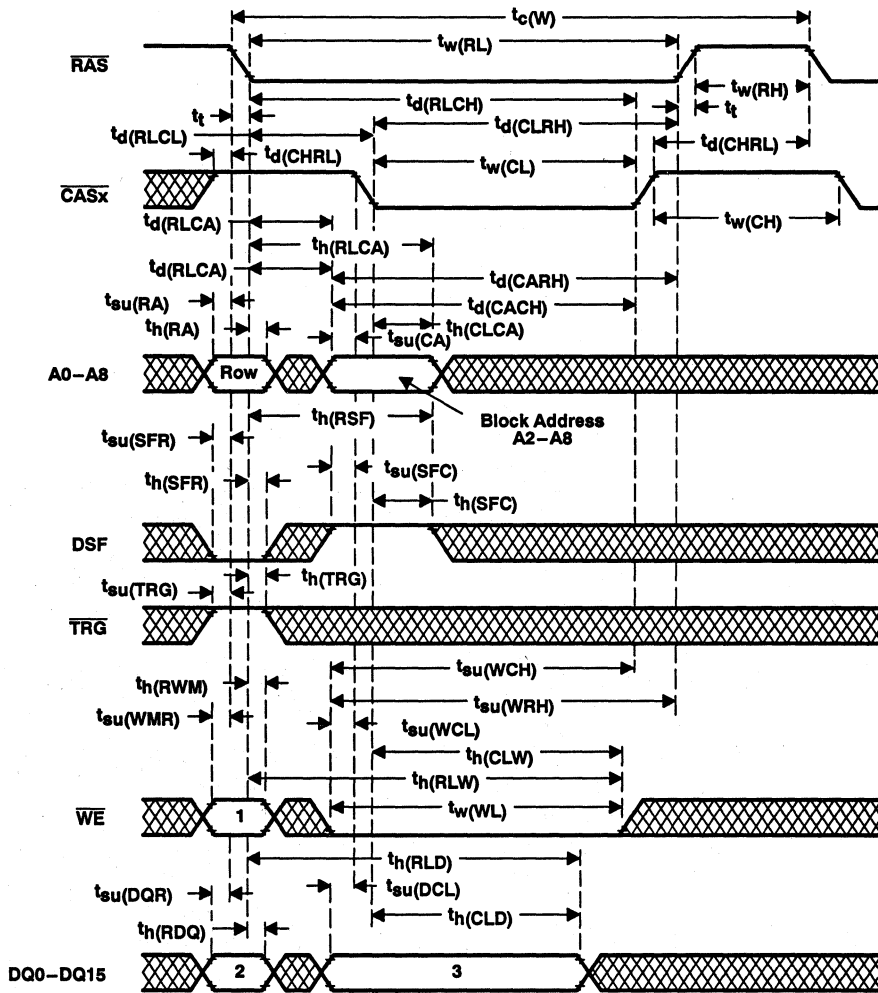 tc(W)
RAS
tw(RL)
tw(RH)
tt
td(RLCH)
tt
td(RLCL)
td(CLRH)
td(CHRL)
td(CHRL)
CASx
tw(CL)
tw(CH)
td(RLCA)
th(RLCA)
td(RLCA)
td(CARH)
tsu(RA)
td(CACH)
th(RA)
th(CLCA)
tsu(CA)
A0–A8
Row
th(RSF)
Block Address
A2–A8
tsu(SFR)
tsu(SFC)
th(SFR)
th(SFC)
DSF
th(TRG)
tsu(TRG)
TRG
tsu(WCH)
th(RWM)
tsu(WRH)
tsu(WMR)
tsu(WCL)
th(CLW)
th(RLW)
WE
1
tw(WL)
th(RLD)
tsu(DQR)
tsu(DCL)
th(RDQ)
th(CLD)
DQ0–DQ15
2
3